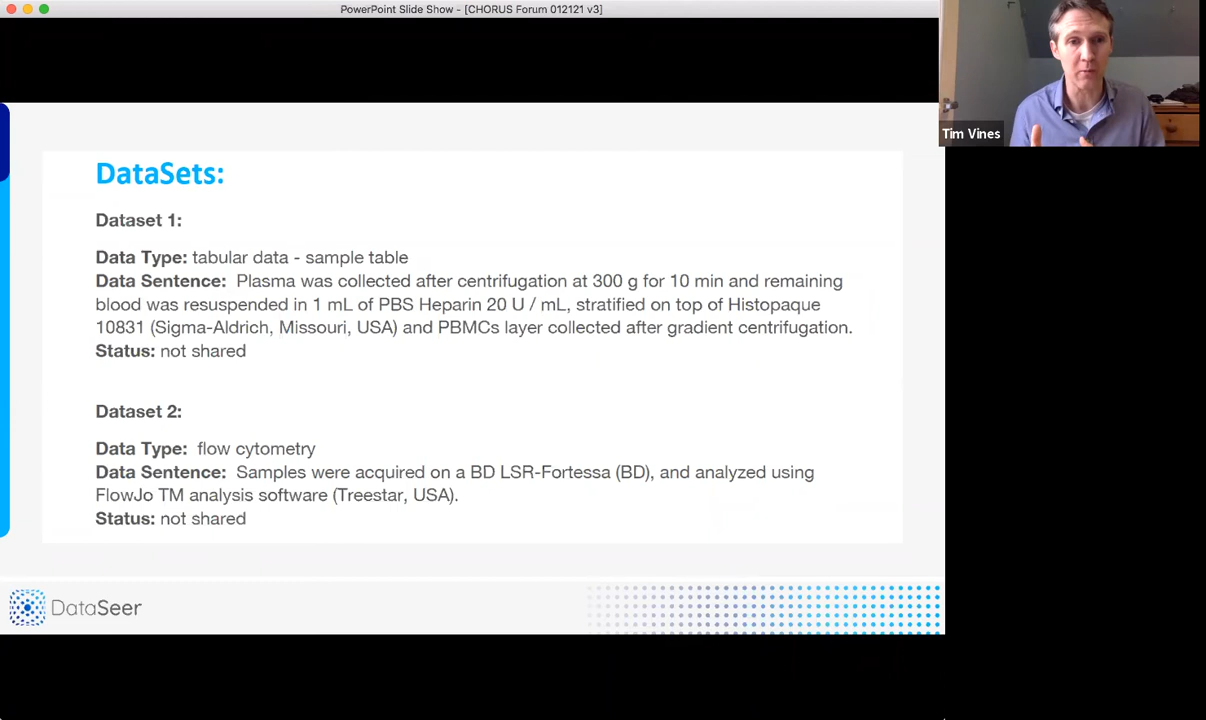 PowerPoint Slide Show - [CHORUS Forum 012121 v3]
Tim Vines
DataSets:
Dataset 1:
Data Type: tabular data - sample table
Data Sentence: Plasma was collected after centrifugation at 300 g for 10 min and remaining
blood was resuspended in 1 mL of PBS Heparin 20 U / mL, stratified on top of Histopaque
10831 (Sigma-Aldrich, Missouri, USA) and PBMCs layer collected after gradient centrifugation.
Status: not shared
Dataset 2:
Data Type: flow cytometry
Data Sentence: Samples were acquired on a BD LSR-Fortessa (BD), and analyzed using
FlowJo TM analysis software (Treestar, USA).
Status: not shared
DataSeer